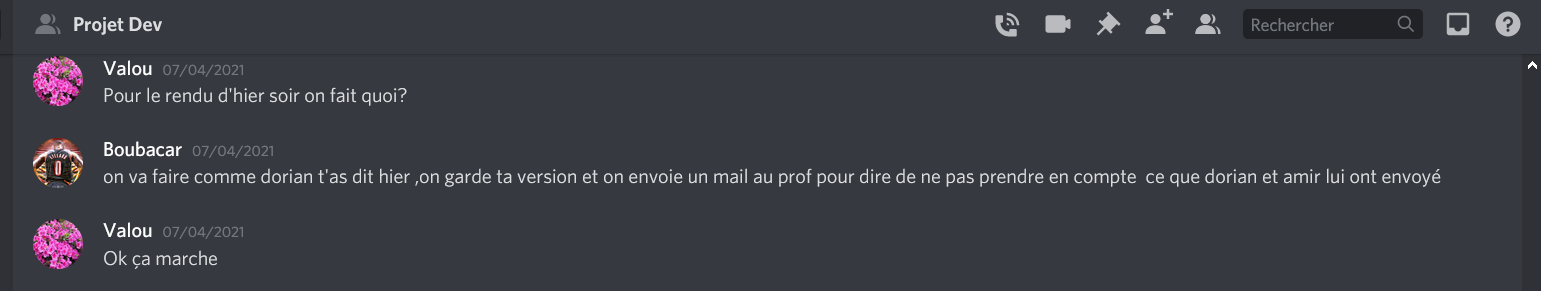 Projet Dev
Rechercher
Valou 07/04/2021
Pour le rendu d'hier soir on fait quoi?
Boubacar 07/04/2021
on va faire comme dorian t'as dit hier ,on garde ta version et on envoie un mail au prof pour dire de ne pas prendre en compte  ce que dorian et amir lui ont envoyé
Valou 07/04/2021
Ok ça marche